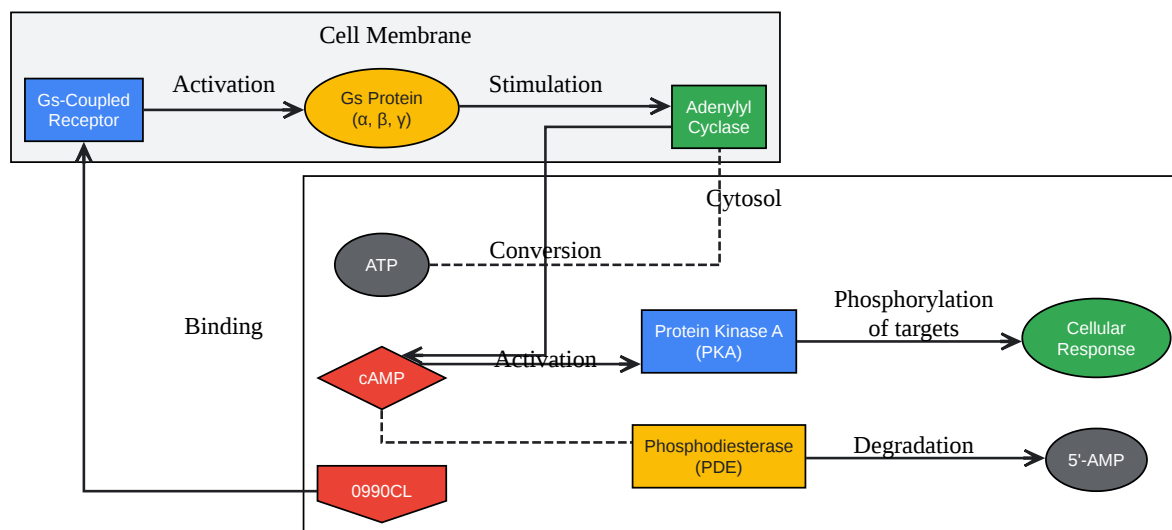 Cell Membrane
Activation
Stimulation
Gs-Coupled
Receptor
Gs Protein
(α, β, γ)
Adenylyl
Cyclase
Cytosol
ATP
Conversion
Binding
Phosphorylation
of targets
Protein Kinase A
(PKA)
Cellular
Response
Activation
cAMP
Phosphodiesterase
(PDE)
Degradation
5'-AMP
0990CL